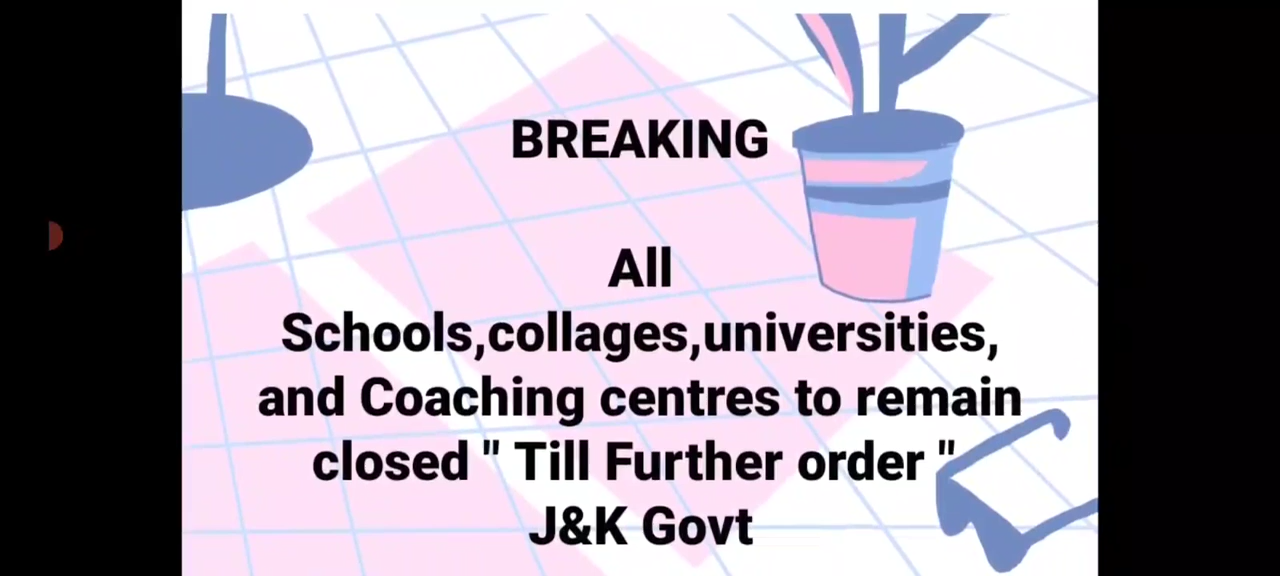 BREAKING
All
Schools,collages,universities,
and Coaching centres to remain
closed " Till Further order "
J&K Govt